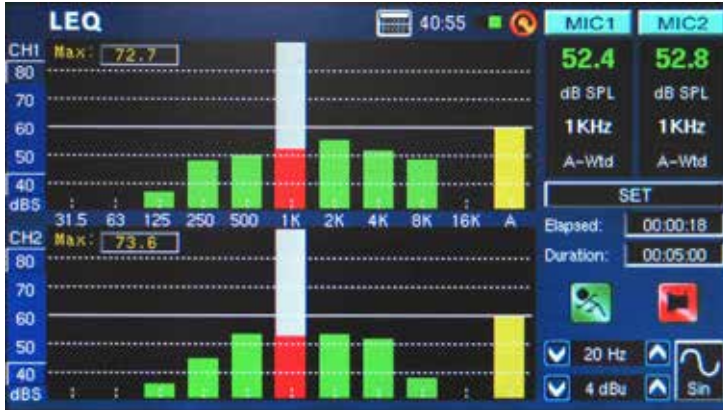 LEQ
40:55
MIC1 MIC2
CH1 Max: 72.7
80
70
60
50
40
dBS
31.5 63 125 250 500 1K 2K 4K 8K 16K A
CH2 Max: 73.6
80
70
60
50
40
dBS
52.4 52.8
dB SPL dB SPL
1KHz 1KHz
A-Wtd A-Wtd
SET
Elapsed: 00:00:18
Duration: 00:05:00
20 Hz
4 dBu
Sin